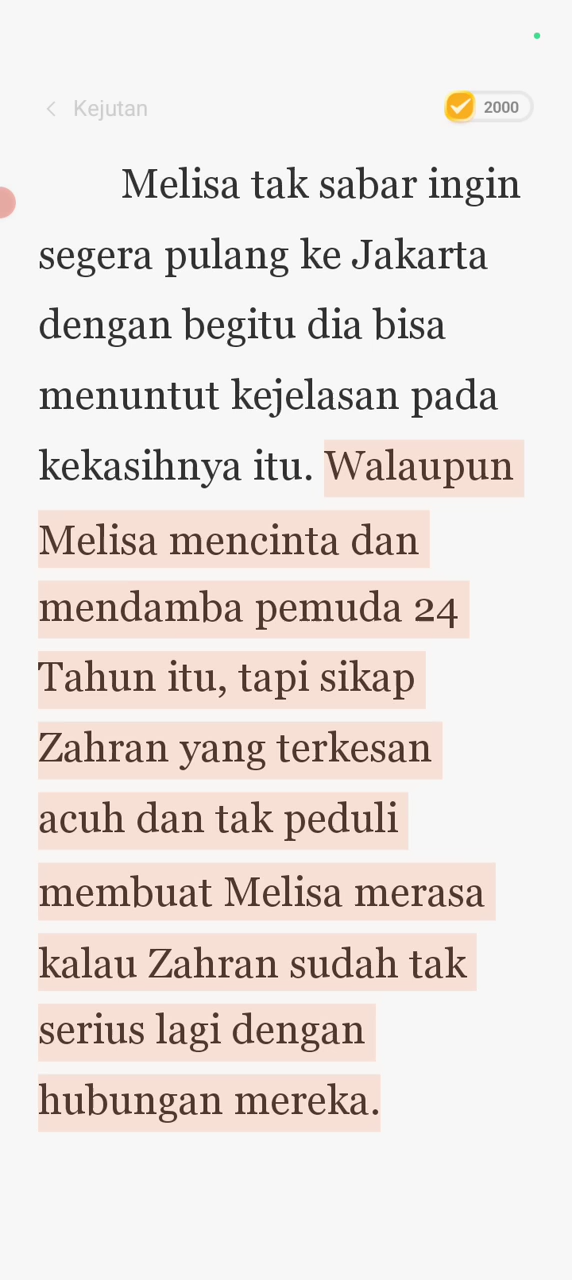 Kejutan
2000
Melisa tak sabar ingin
segera pulang ke Jakarta
dengan begitu dia bisa
menuntut kejelasan pada
kekasihnya itu. Walaupun
Melisa mencinta dan
mendamba pemuda 24
Tahun itu, tapi sikap
Zahran yang terkesan
acuh dan tak peduli
membuat Melisa merasa
kalau Zahran sudah tak
serius lagi dengan
hubungan mereka.